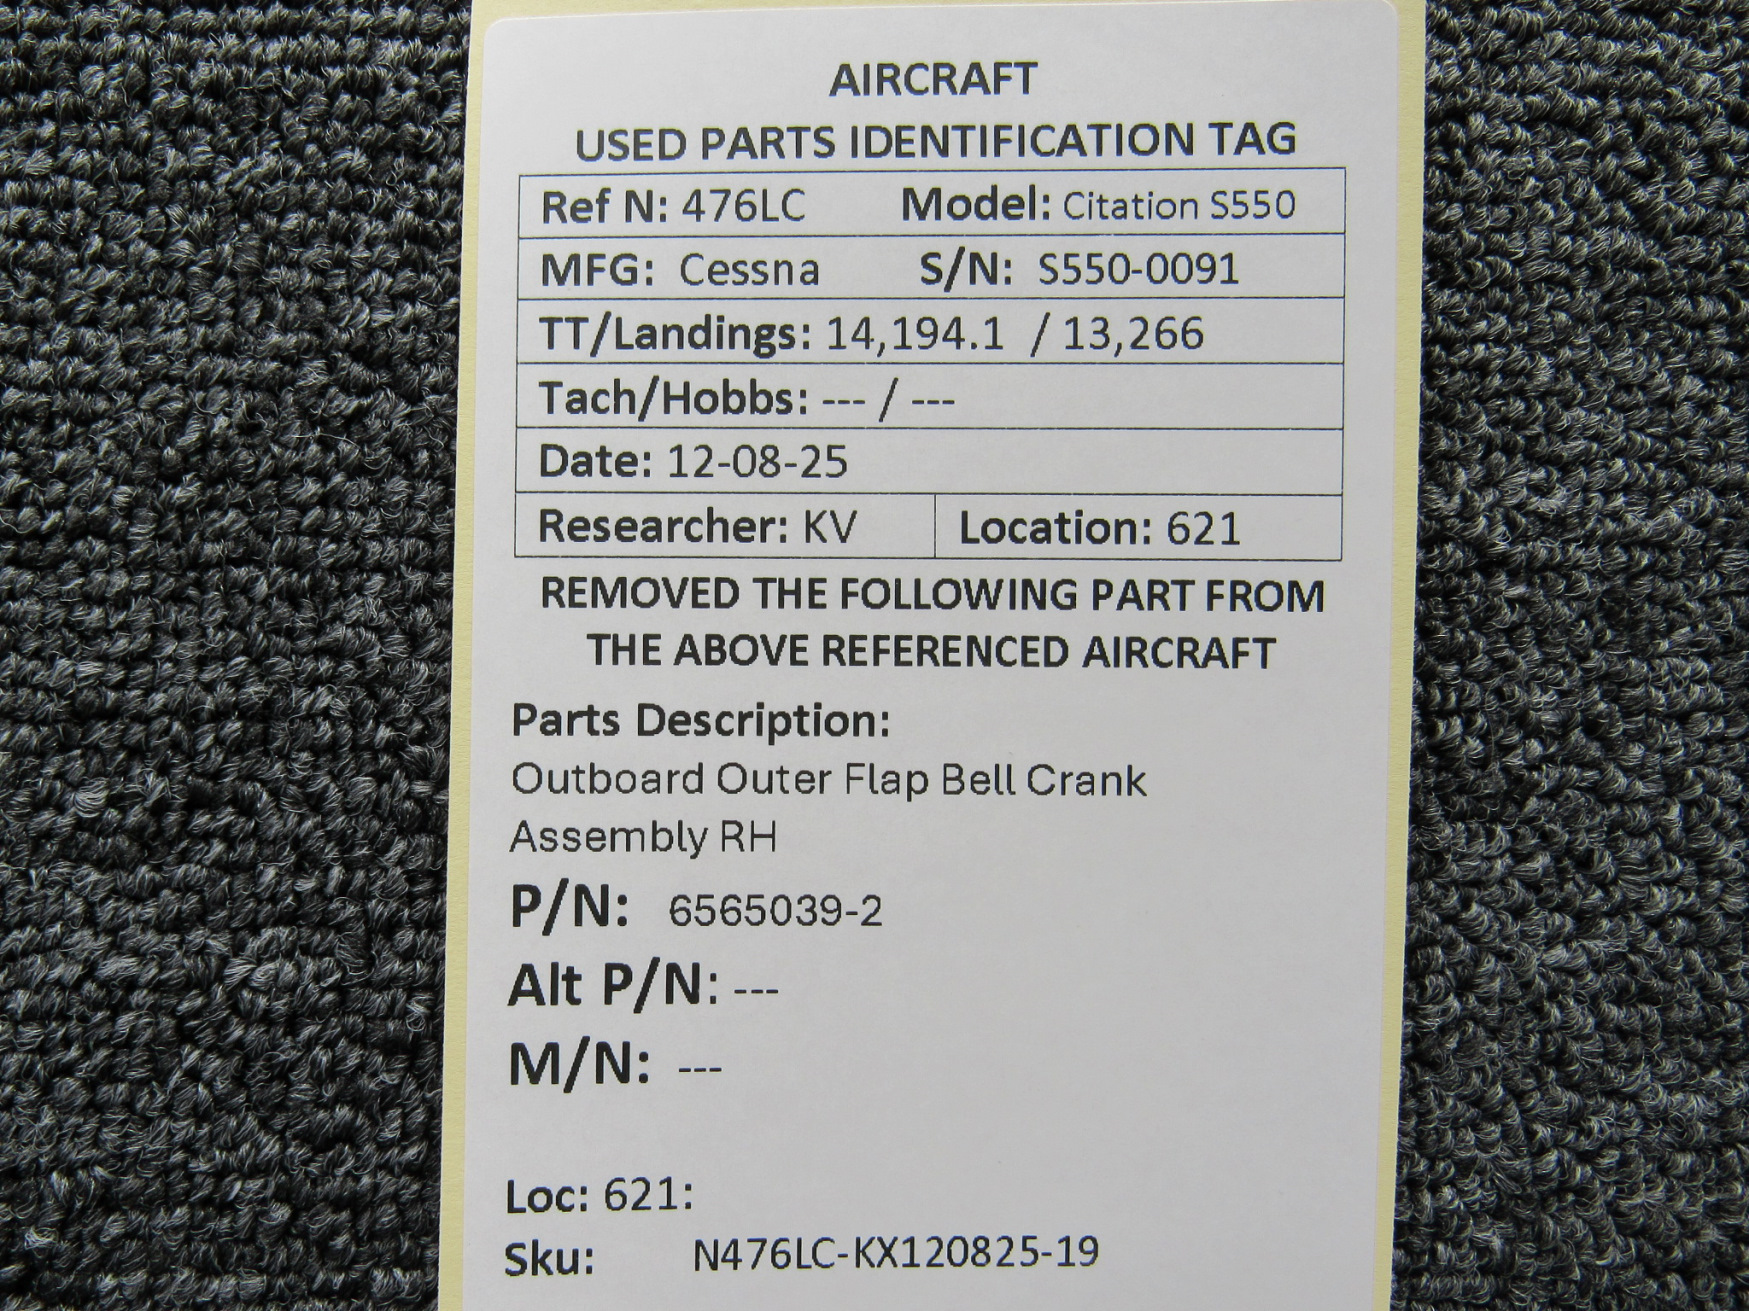 AIRCRAFT
USED PARTS IDENTIFICATION TAG
Ref N: 476LC Model: Citation S550
MFG: Cessna S/N: S550-0091
TT/Landings: 14,194.1 / 13,266
Tach/Hobbs: --- / ---
Date: 12-08-25
Researcher: KV Location: 621
REMOVED THE FOLLOWING PART FROM
THE ABOVE REFERENCED AIRCRAFT
Parts Description:
Outboard Outer Flap Bell Crank
Assembly RH
P/N: 6565039-2
Alt P/N: ---
M/N: ---
Loc: 621:
Sku: N476LC-KX120825-19